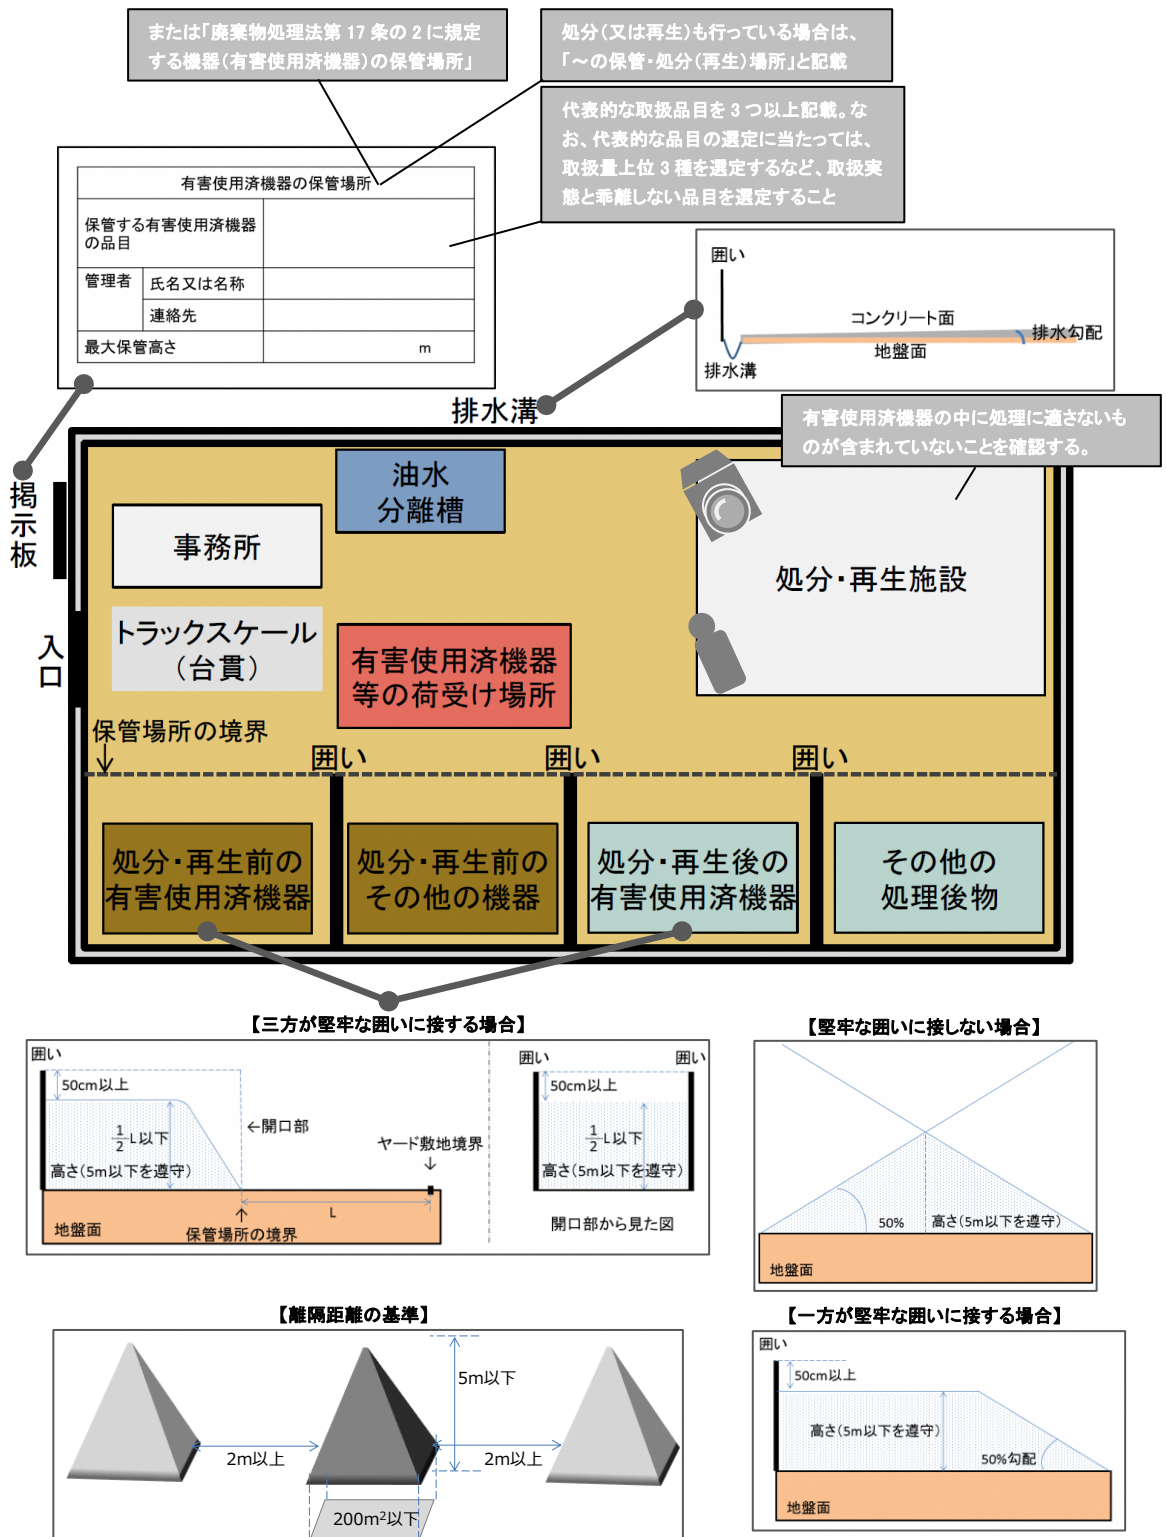 または「廃棄物処理法第 17 条の 2 に規定
する機器（有害使用済機器）の保管場所」
処分（又は再生）も行っている場合は、
「～の保管・処分（再生）場所」と記載
代表的な取扱品目を 3 つ以上記載。な
お、代表的な品目の選定に当たっては、
取扱量上位 3 種を選定するなど、取扱実
態と乖離しない品目を選定すること
有害使用済機器の保管場所
保管する有害使用済機器
の品目
管理者
氏名又は名称
連絡先
最大保管高さ
m
囲い
コンクリート面
排水勾配
地盤面
排水溝
排水溝
有害使用済機器の中に処理に適さないも
のが含まれていないことを確認する。
掲示板
入口
油水
分離槽
事務所
処分・再生施設
トラックスケール
（台貫）
有害使用済機器
等の荷受け場所
保管場所の境界
囲い
囲い
囲い
処分・再生前の
有害使用済機器
処分・再生前の
その他の機器
処分・再生後の
有害使用済機器
その他の
処理後物
【三方が堅牢な囲いに接する場合】
囲い
50cm以上
←開口部
1/2 L以下
高さ（5m以下を遵守）
ヤード敷地境界
L
地盤面
保管場所の境界
囲い
囲い
50cm以上
1/2 L以下
高さ（5m以下を遵守）
開口部から見た図
【堅牢な囲いに接しない場合】
50%
高さ（5m以下を遵守）
地盤面
【離隔距離の基準】
5m以下
2m以上
2m以上
200m²以下
【一方が堅牢な囲いに接する場合】
囲い
50cm以上
高さ（5m以下を遵守）
50%勾配
地盤面